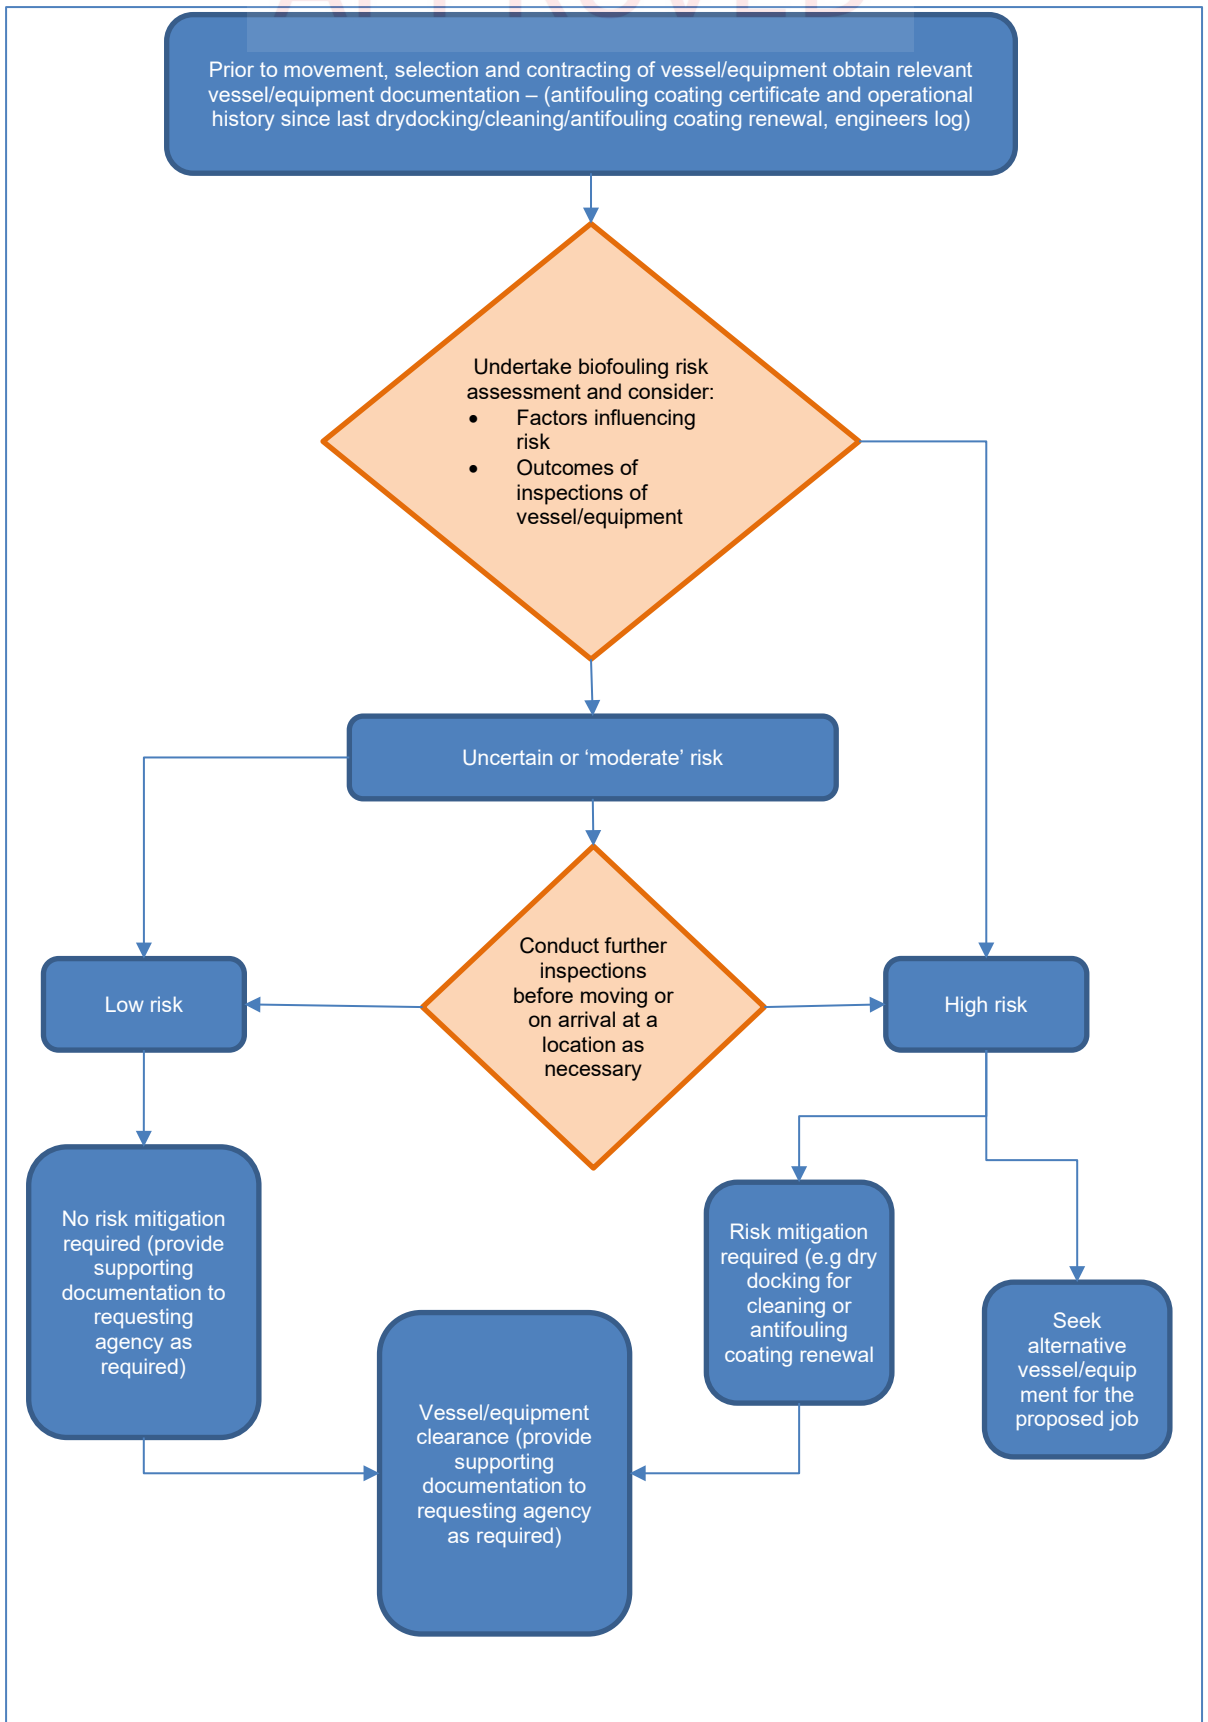 APPROVED
Prior to movement, selection and contracting of vessel/equipment obtain relevant
vessel/equipment documentation – (antifouling coating certificate and operational
history since last drydocking/cleaning/antifouling coating renewal, engineers log)
Undertake biofouling risk
assessment and consider:
• Factors influencing
risk
• Outcomes of
inspections of
vessel/equipment
Uncertain or ‘moderate’ risk
Conduct further
inspections
before moving or
on arrival at a
location as
necessary
Low risk
High risk
No risk mitigation
required (provide
supporting
documentation to
requesting
agency as
required)
Risk mitigation
required (e.g dry
docking for
cleaning or
antifouling
coating renewal
Seek
alternative
vessel/equip
ment for the
proposed job
Vessel/equipment
clearance (provide
supporting
documentation to
requesting agency
as required)